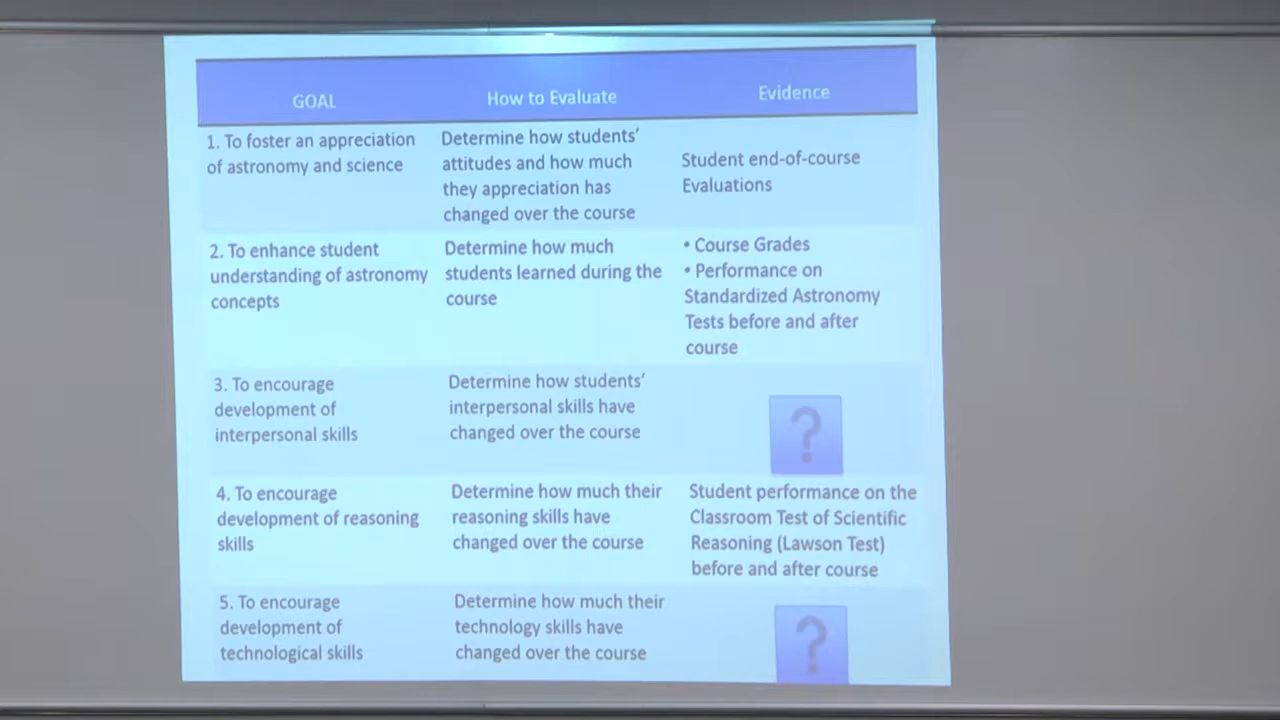 GOAL
How to Evaluate
Evidence
1. To foster an appreciation
of astronomy and science
Determine how students’
attitudes and how much
they appreciation has
changed over the course
Student end-of-course
Evaluations
2. To enhance student
understanding of astronomy
concepts
Determine how much
students learned during the
course
• Course Grades
• Performance on
Standardized Astronomy
Tests before and after
course
3. To encourage
development of
interpersonal skills
Determine how students’
interpersonal skills have
changed over the course
?
4. To encourage
development of reasoning
skills
Determine how much their
reasoning skills have
changed over the course
Student performance on the
Classroom Test of Scientific
Reasoning (Lawson Test)
before and after course
5. To encourage
development of
technological skills
Determine how much their
technology skills have
changed over the course
?